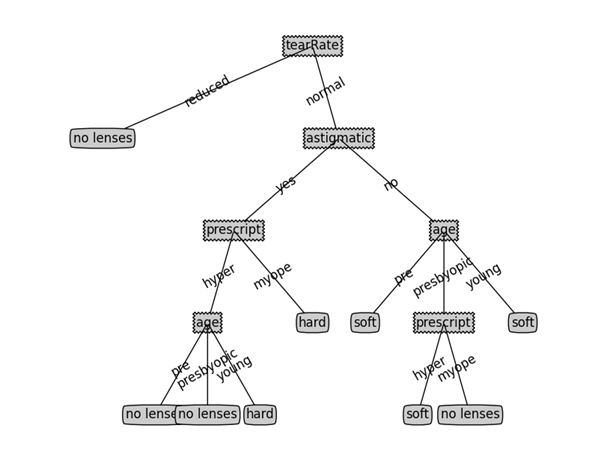 tearRate
reduced
normal
no lenses
astigmatic
yes
no
prescript
age
hyper
myope
pre
presbyopic
young
age
hard
soft
prescript
soft
pre
presbyopic
young
hyper
myope
no lense
no lenses
hard
soft
no lenses